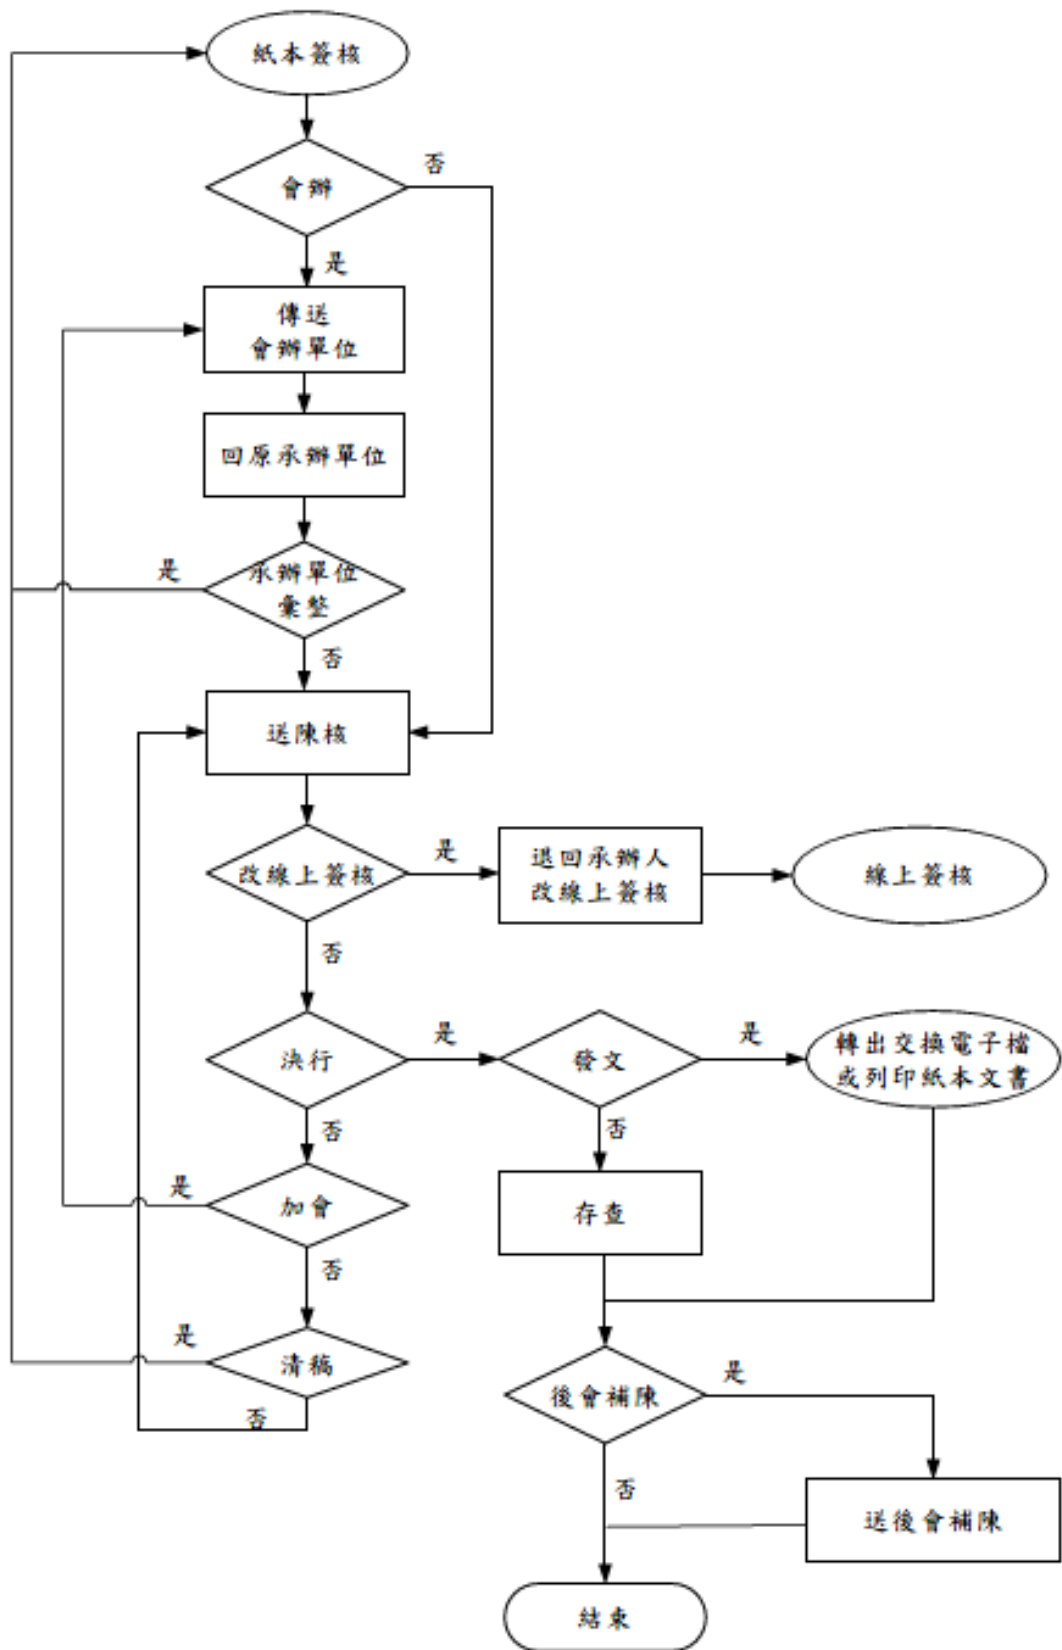 紙本簽核
否
會辦
是
傳送
會辦單位
回原承辦單位
是
承辦單位
彙整
否
送陳核
是
改線上簽核
退回承辦人
改線上簽核
線上簽核
否
是
決行
是
發文
轉出交換電子檔
或列印紙本文書
否
否
是
加會
存查
否
是
清稿
否
是
後會補陳
否
送後會補陳
結束